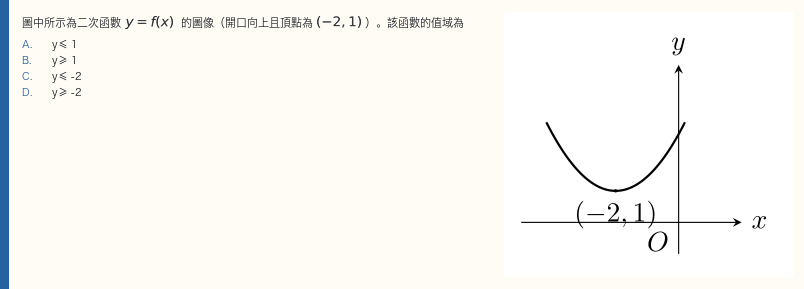 圖中所示為二次函數 y = f(x) 的圖像（開口向上且頂點為 (−2, 1) ）。該函數的值域為
A. y⩽ 1
B. y⩾ 1
C. y⩽ -2
D. y⩾ -2
y
(−2, 1)
x
O